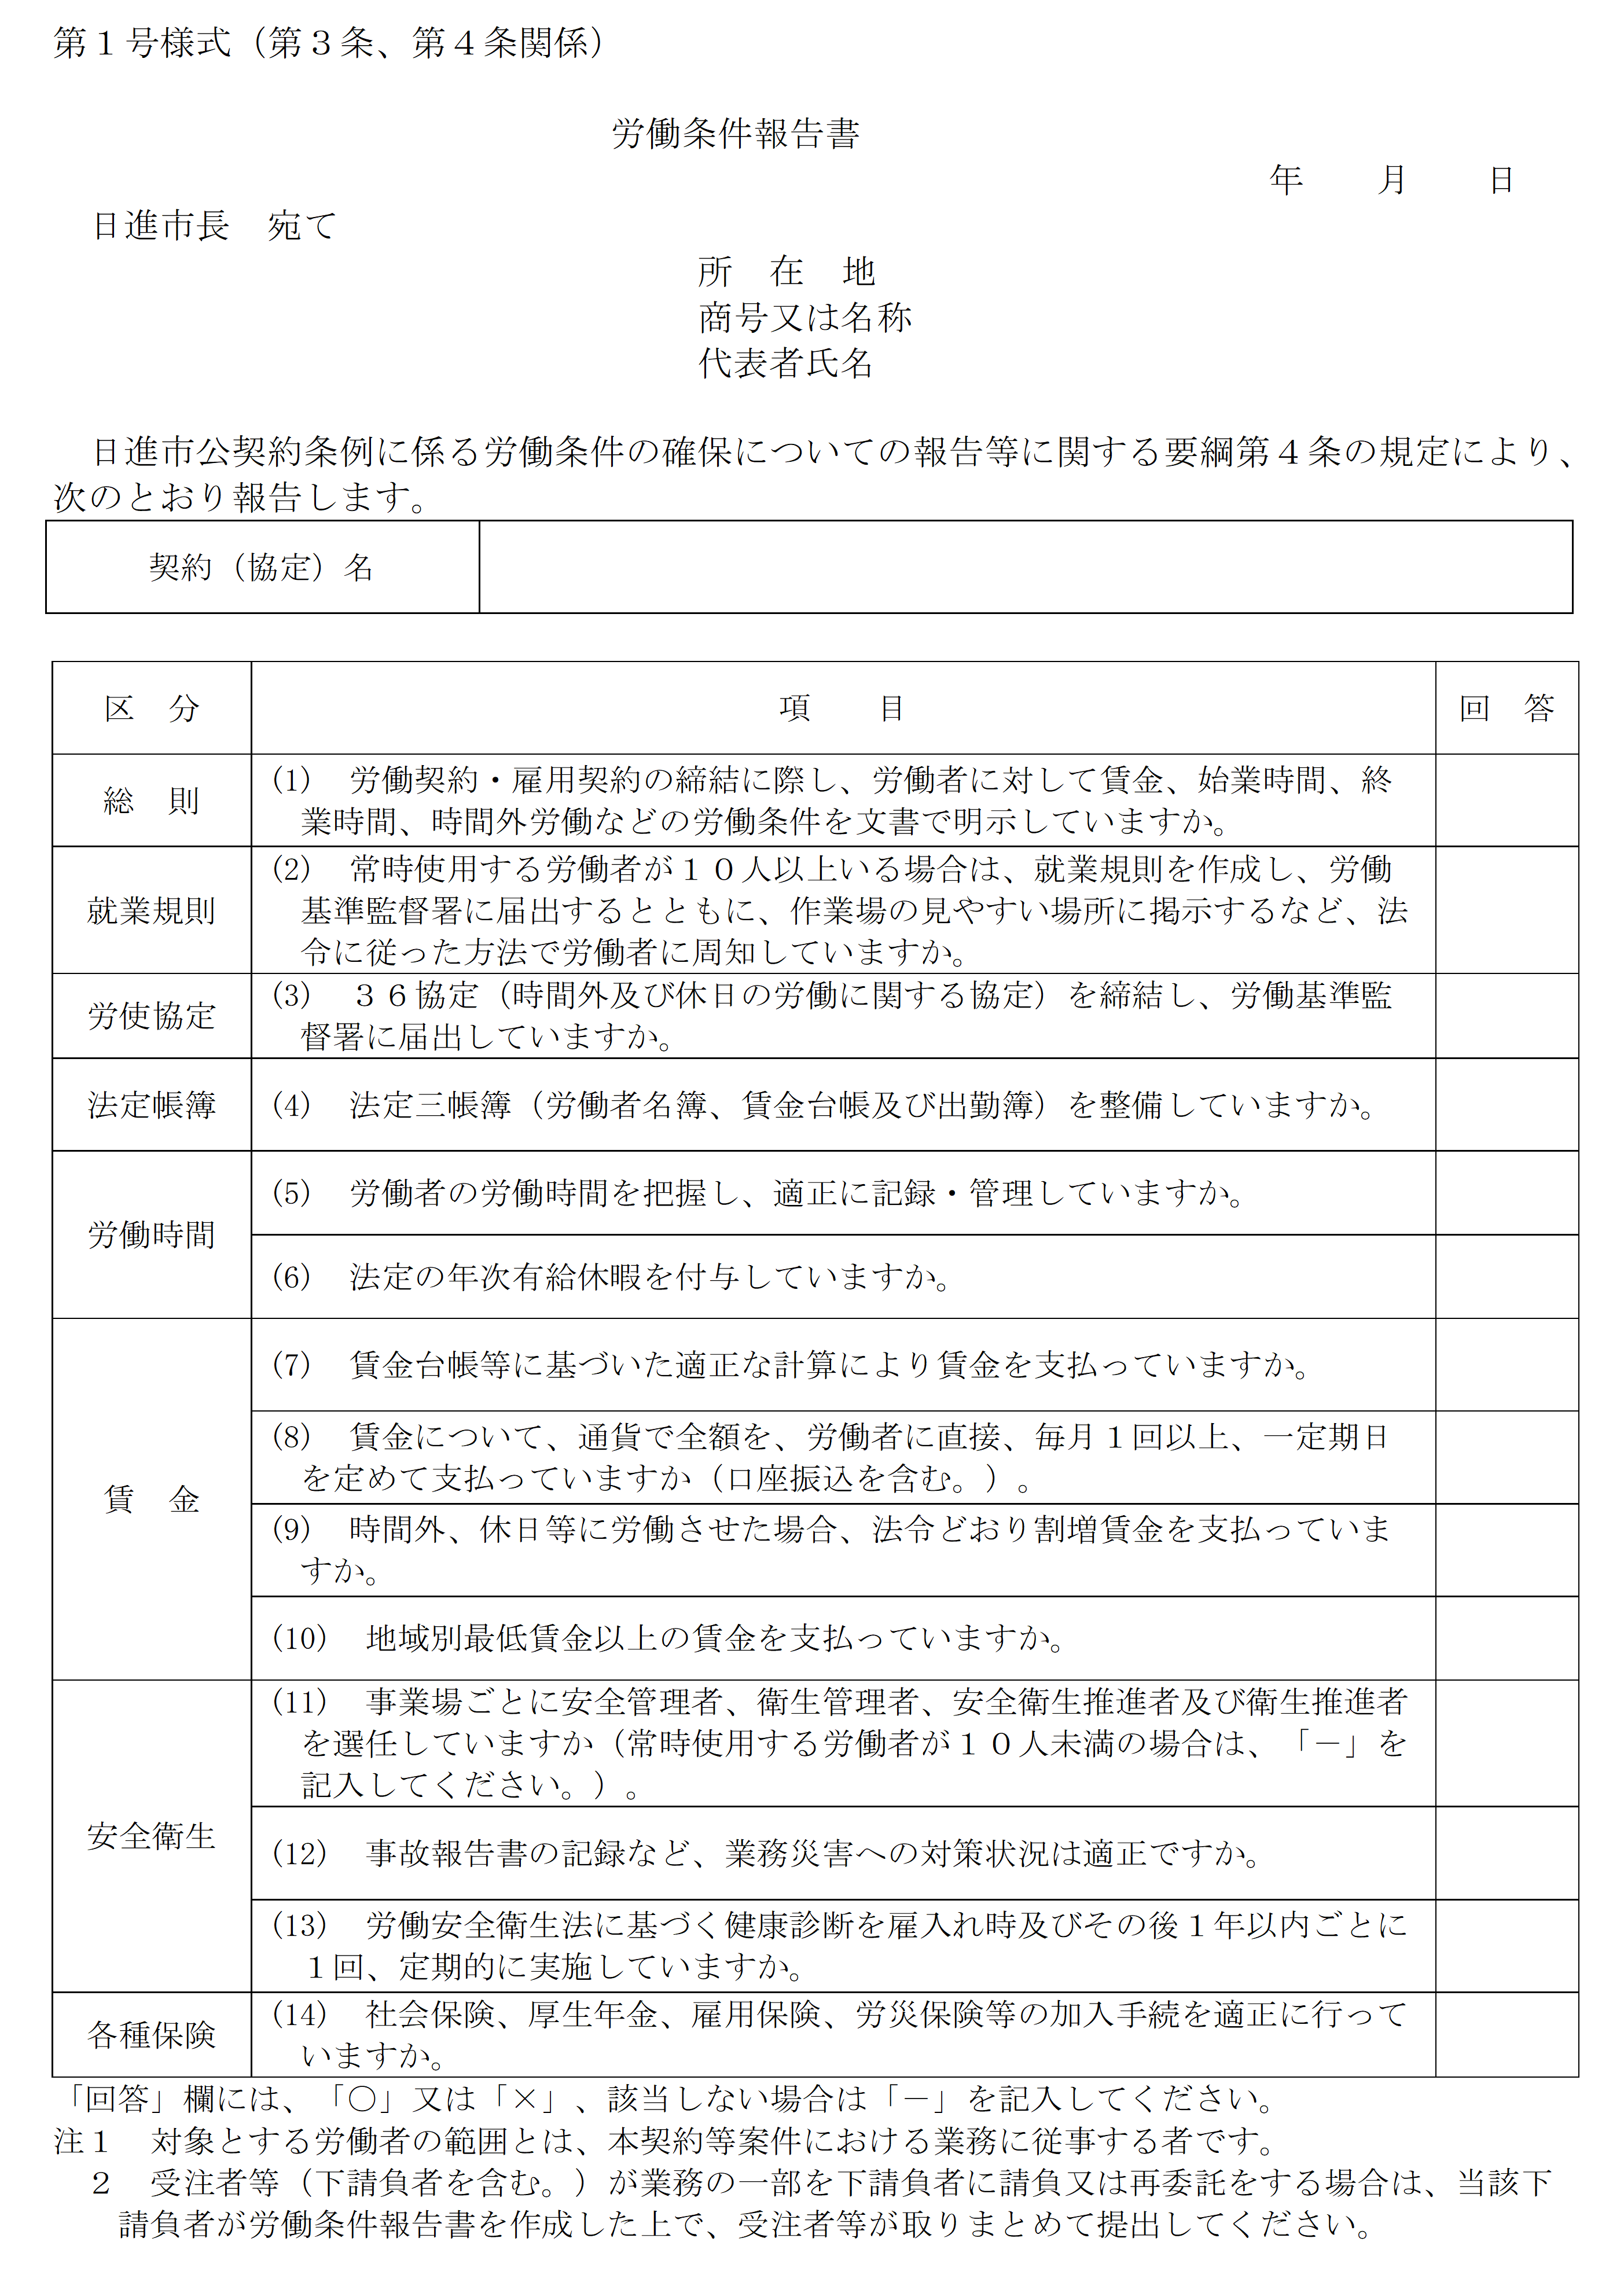 第１号様式（第３条、第４条関係）
労働条件報告書
年　　月　　日
日進市長　宛て
所　在　地
商号又は名称
代表者氏名
日進市公契約条例に係る労働条件の確保についての報告等に関する要綱第４条の規定により、
次のとおり報告します。
契約（協定）名
区　分　項　　目　回　答
総　則
(1)　労働契約・雇用契約の締結に際し、労働者に対して賃金、始業時間、終
業時間、時間外労働などの労働条件を文書で明示していますか。
就業規則
(2)　常時使用する労働者が１０人以上いる場合は、就業規則を作成し、労働
基準監督署に届出するとともに、作業場の見やすい場所に掲示するなど、法
令に従った方法で労働者に周知していますか。
労使協定
(3)　３６協定（時間外及び休日の労働に関する協定）を締結し、労働基準監
督署に届出していますか。
法定帳簿
(4)　法定三帳簿（労働者名簿、賃金台帳及び出勤簿）を整備していますか。
労働時間
(5)　労働者の労働時間を把握し、適正に記録・管理していますか。
(6)　法定の年次有給休暇を付与していますか。
賃　金
(7)　賃金台帳等に基づいた適正な計算により賃金を支払っていますか。
(8)　賃金について、通貨で全額を、労働者に直接、毎月１回以上、一定期日
を定めて支払っていますか（口座振込を含む。）。
(9)　時間外、休日等に労働させた場合、法令どおり割増賃金を支払っていま
すか。
(10)　地域別最低賃金以上の賃金を支払っていますか。
安全衛生
(11)　事業場ごとに安全管理者、衛生管理者、安全衛生推進者及び衛生推進者
を選任していますか（常時使用する労働者が１０人未満の場合は、「－」を
記入してください。）。
(12)　事故報告書の記録など、業務災害への対策状況は適正ですか。
(13)　労働安全衛生法に基づく健康診断を雇入れ時及びその後１年以内ごとに
１回、定期的に実施していますか。
各種保険
(14)　社会保険、厚生年金、雇用保険、労災保険等の加入手続を適正に行って
いますか。
「回答」欄には、「○」又は「×」、該当しない場合は「－」を記入してください。
注１　対象とする労働者の範囲とは、本契約等案件における業務に従事する者です。
２　受注者等（下請負者を含む。）が業務の一部を下請負者に請負又は再委託をする場合は、当該下
請負者が労働条件報告書を作成した上で、受注者等が取りまとめて提出してください。